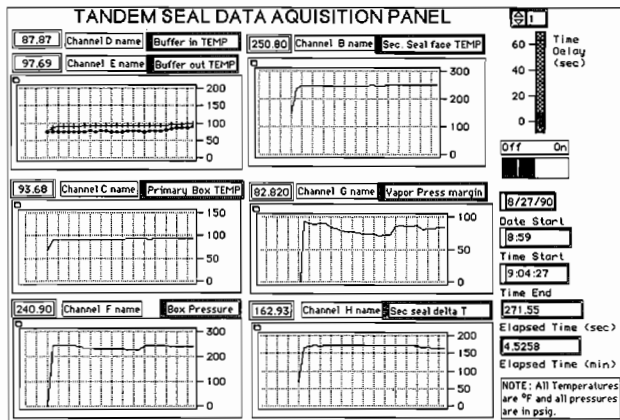 TANDEM SEAL DATA AQUISITION PANEL
87.87 Channel D name Buffer in TEMP
97.69 Channel E name Buffer out TEMP
200
150
100
50
0
250.80 Channel B name Sec. Seal face TEMP
300
200
100
0
93.68 Channel C name Primary Box TEMP
150
100
50
0
82.820 Channel G name Vapor Press margin
100
50
0
240.90 Channel F name Box Pressure
300
200
100
0
162.93 Channel H name Sec seal delta T
200
150
100
50
0
1
60
40
20
0
Time
Delay
(sec)
Off On
8/27/90
Date Start
8:59
Time Start
9:04:27
Time End
271.55
Elapsed Time (sec)
4.5258
Elapsed Time (min)
NOTE: All Temperatures
are °F and all pressures
are in psig.